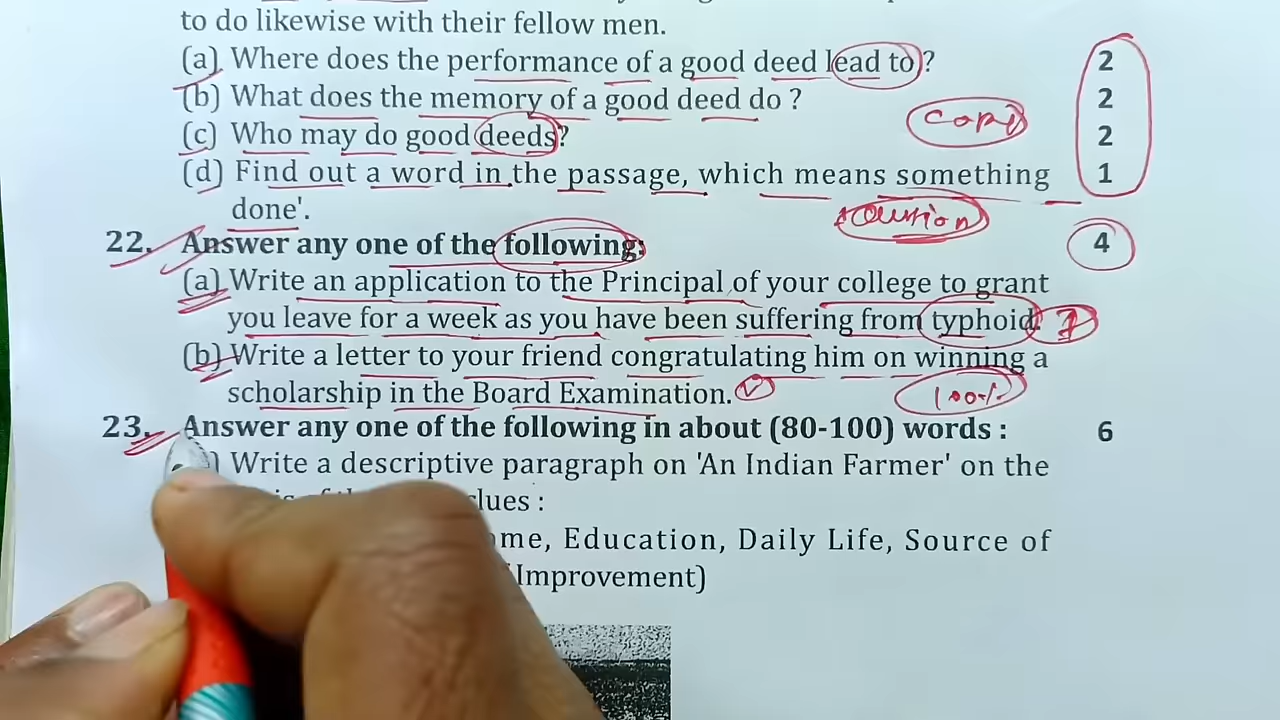 to do likewise with their fellow men.
(a) Where does the performance of a good deed lead to ? 2
(b) What does the memory of a good deed do ? 2
(c) Who may do good deeds? 2
(d) Find out a word in the passage, which means something 1
done'.
22. Answer any one of the following: 4
(a) Write an application to the Principal of your college to grant
you leave for a week as you have been suffering from typhoid.
(b) Write a letter to your friend congratulating him on winning a
scholarship in the Board Examination.
100%
23. Answer any one of the following in about (80-100) words : 6
Write a descriptive paragraph on 'An Indian Farmer' on the
Education, Daily Life, Source of
Improvement)